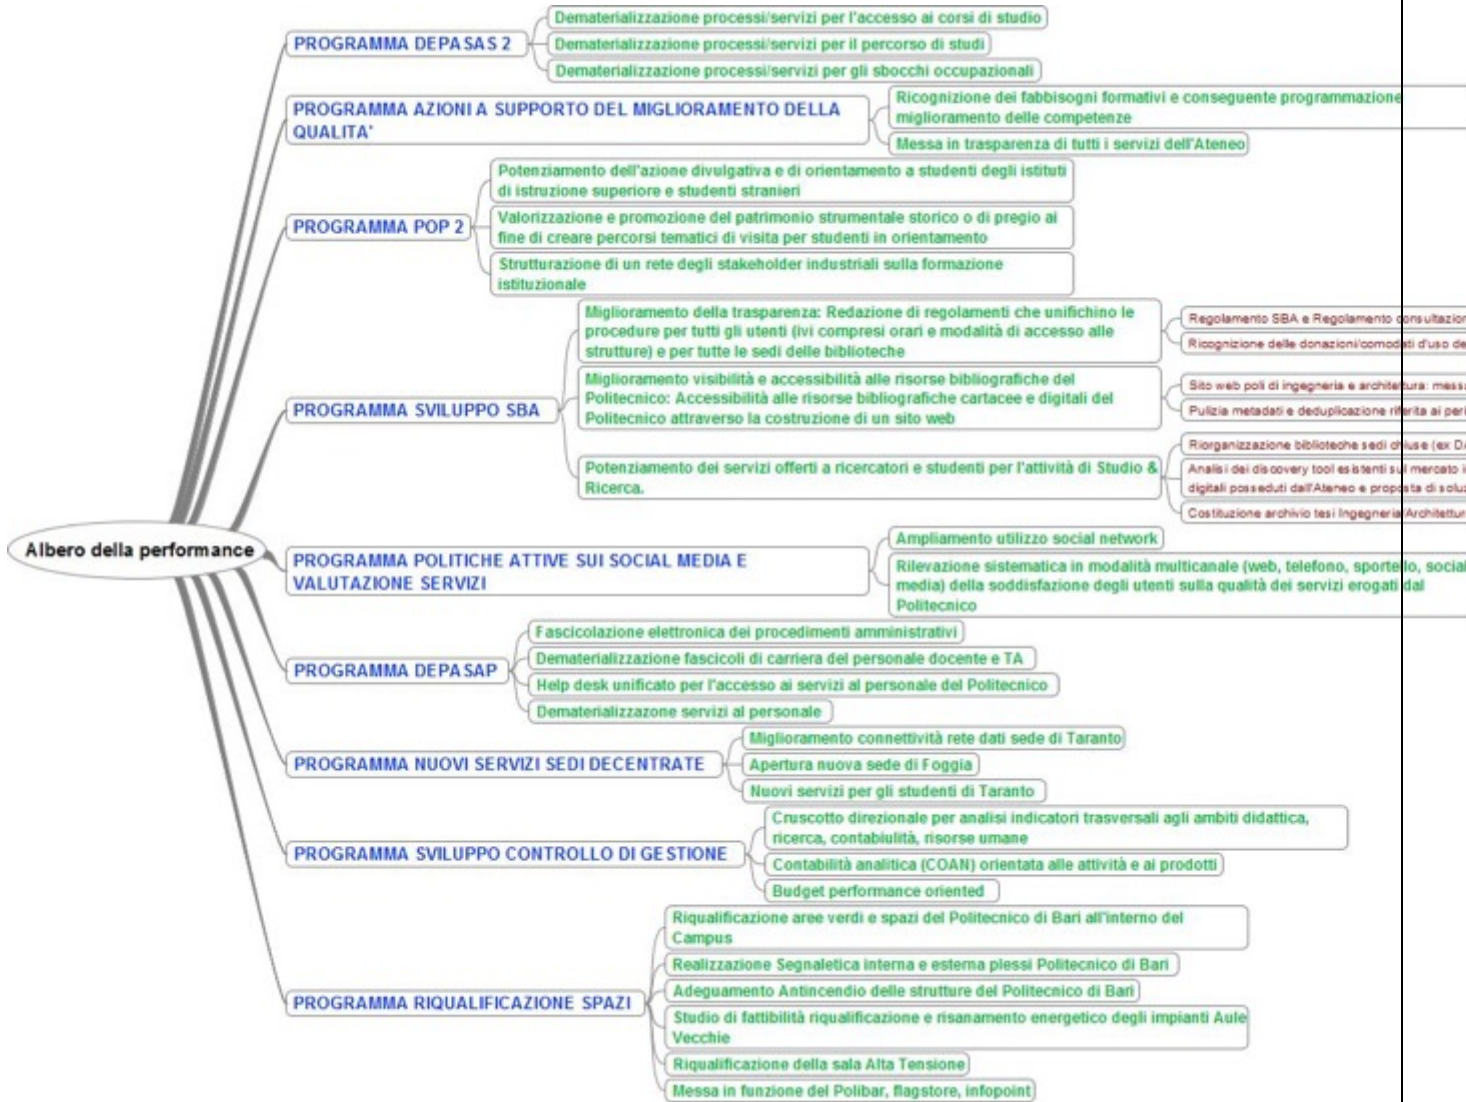 Albero della performance
PROGRAMMA DEPASAS 2
Dematerializzazione processi/servizi per l'accesso ai corsi di studio
Dematerializzazione processi/servizi per il percorso di studi
Dematerializzazione processi/servizi per gli sbocchi occupazionali
PROGRAMMA AZIONI A SUPPORTO DEL MIGLIORAMENTO DELLA
QUALITA'
Ricognizione dei fabbisogni formativi e conseguente programmazione
miglioramento delle competenze
Messa in trasparenza di tutti i servizi dell'Ateneo
PROGRAMMA POP 2
Potenziamento dell'azione divulgativa e di orientamento a studenti degli istituti
di istruzione superiore e studenti stranieri
Valorizzazione e promozione del patrimonio strumentale storico o di pregio ai
fine di creare percorsi tematici di visita per studenti in orientamento
Strutturazione di un rete degli stakeholder industriali sulla formazione
istituzionale
PROGRAMMA SVILUPPO SBA
Miglioramento della trasparenza: Redazione di regolamenti che unifichino le
procedure per tutti gli utenti (ivi compresi orari e modalità di accesso alle
strutture) e per tutte le sedi delle biblioteche
Regolamento SBA e Regolamento consultazion
Ricognizione delle donazioni/comodati d'uso de
Miglioramento visibilità e accessibilità alle risorse bibliografiche del
Politecnico: Accessibilità alle risorse bibliografiche cartacee e digitali del
Politecnico attraverso la costruzione di un sito web
Sito web poli di ingegneria e architettura: mess
Pulizia metadati e deduplicazione riferita ai peri
Potenziamento dei servizi offerti a ricercatori e studenti per l'attività di Studio &
Ricerca.
Riorganizzazione biblioteche sedi chiuse (ex D
Analisi dei discovery tool esistenti sul mercato i
digitali posseduti dall'Ateneo e proposta di solu
Costituzione archivio tesi Ingegneria/Architettur
PROGRAMMA POLITICHE ATTIVE SUI SOCIAL MEDIA E
VALUTAZIONE SERVIZI
Ampliamento utilizzo social network
Rilevazione sistematica in modalità multicanale (web, telefono, sportello, social
media) della soddisfazione degli utenti sulla qualità dei servizi erogati dal
Politecnico
PROGRAMMA DEPASAP
Fascicolazione elettronica dei procedimenti amministrativi
Dematerializzazione fascicoli di carriera del personale docente e TA
Help desk unificato per l'accesso ai servizi al personale del Politecnico
Dematerializzazone servizi al personale
PROGRAMMA NUOVI SERVIZI SEDI DECENTRATE
Miglioramento connettività rete dati sede di Taranto
Apertura nuova sede di Foggia
Nuovi servizi per gli studenti di Taranto
PROGRAMMA SVILUPPO CONTROLLO DI GESTIONE
Cruscotto direzionale per analisi indicatori trasversali agli ambiti didattica,
ricerca, contabiulità, risorse umane
Contabilità analitica (COAN) orientata alle attività e ai prodotti
Budget performance oriented
PROGRAMMA RIQUALIFICAZIONE SPAZI
Riqualificazione aree verdi e spazi del Politecnico di Bari all'interno del
Campus
Realizzazione Segnaletica interna e esterna plessi Politecnico di Bari
Adeguamento Antincendio delle strutture del Politecnico di Bari
Studio di fattibilità riqualificazione e risanamento energetico degli impianti Aule
Vecchie
Riqualificazione della sala Alta Tensione
Messa in funzione del Polibar, flagstore, infopoint